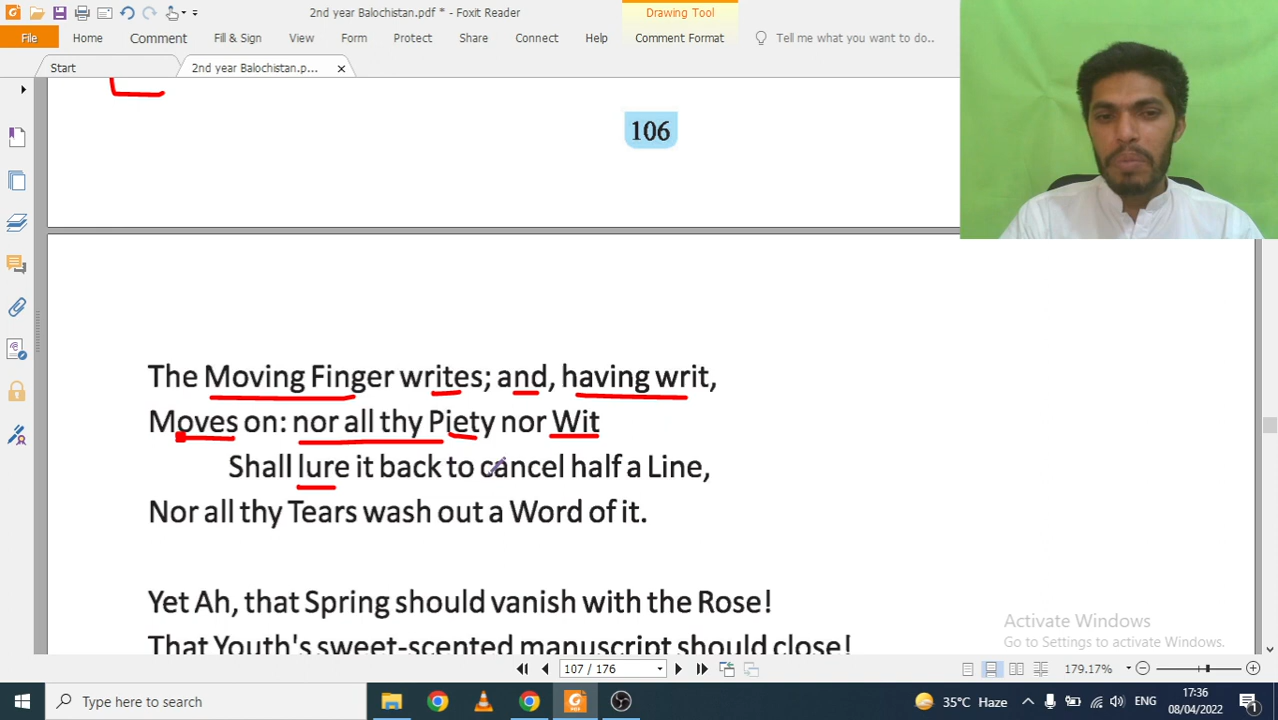 2nd year Balochistan.pdf * - Foxit Reader
Drawing Tool
File
Home
Comment
Fill & Sign
View
Form
Protect
Share
Connect
Help
Comment Format
Tell me what you want to do..
Start
2nd year Balochistan.p...
106
The Moving Finger writes; and, having writ,
Moves on: nor all thy Piety nor Wit
Shall lure it back to cancel half a Line,
Nor all thy Tears wash out a Word of it.
Yet Ah, that Spring should vanish with the Rose!
That Youth's sweet-scented manuscript should close!
Activate Windows
Go to Settings to activate Windows.
107 / 176
179.17%
Type here to search
35°C Haze
ENG
17:36
08/04/2022
1